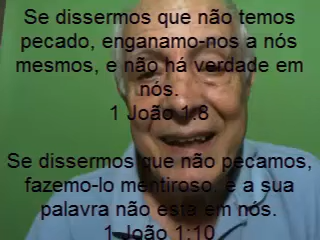 Se dissermos que não temos
pecado, enganamo-nos a nós
mesmos, e não há verdade em
nós.
1 João 1:8
Se dissermos que não pecamos,
fazemo-lo mentiroso, e a sua
palavra não está em nós.
1 João 1:10